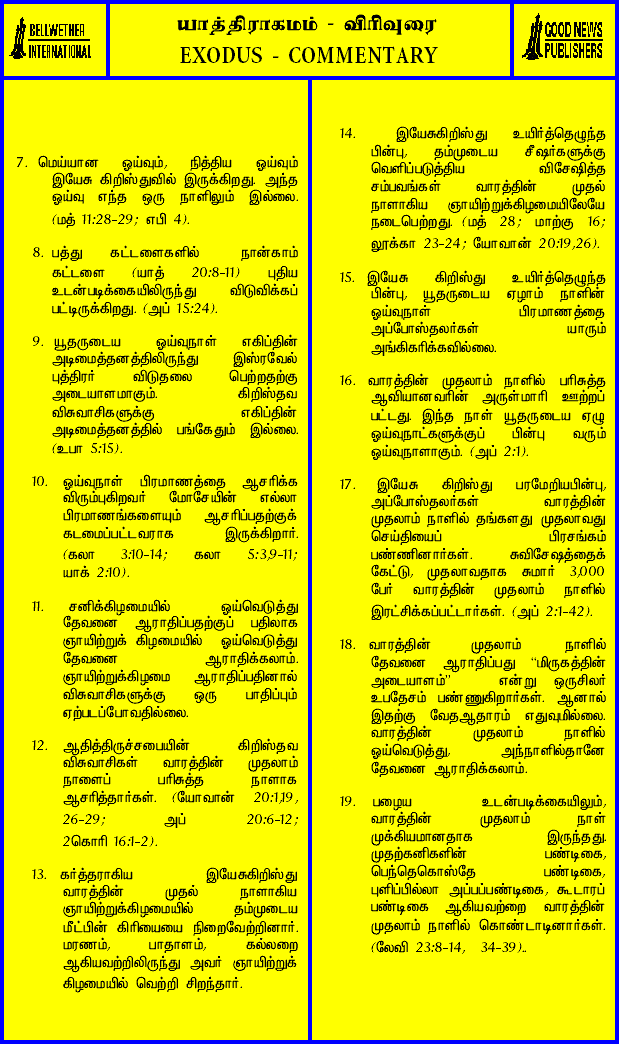 BELLWETHER
INTERNATIONAL
யாத்திராகமம் - விரிவுரை
EXODUS - COMMENTARY
GOOD NEWS
PUBLISHERS
7. மெய்யான ஓய்வும், நித்திய ஓய்வும்
இயேசு கிறிஸ்துவில் இருக்கிறது. அந்த
ஓய்வு எந்த ஒரு நாளிலும் இல்லை.
(மத் 11:28-29; எபி 4).
8. பத்து கட்டளைகளில் நான்காம்
கட்டளை (யாத் 20:8-11) புதிய
உடன்படிக்கையிலிருந்து விடுவிக்கப்
பட்டிருக்கிறது. (அப் 15:24).
9. யூதருடைய ஓய்வுநாள் எகிப்தின்
அடிமைத்தனத்திலிருந்து இஸ்ரவேல்
புத்திரர் விடுதலை பெற்றதற்கு
அடையாளமாகும். கிறிஸ்தவ
விசுவாசிகளுக்கு எகிப்தின்
அடிமைத்தனத்தில் பங்கேதும் இல்லை.
(உபா 5:15).
10. ஓய்வுநாள் பிரமாணத்தை ஆசரிக்க
விரும்புகிறவர் மோசேயின் எல்லா
பிரமாணங்களையும் ஆசரிப்பதற்குக்
கடமைப்பட்டவராக இருக்கிறார்.
(கலா 3:10-14; கலா 5:3,9-11;
யாக் 2:10).
11. சனிக்கிழமையில் ஓய்வெடுத்து
தேவனை ஆராதிப்பதற்குப் பதிலாக
ஞாயிற்றுக் கிழமையில் ஓய்வெடுத்து
தேவனை ஆராதிக்கலாம்.
ஞாயிற்றுக்கிழமை ஆராதிப்பதினால்
விசுவாசிகளுக்கு ஒரு பாதிப்பும்
ஏற்படப்போவதில்லை.
12. ஆதித்திருச்சபையின் கிறிஸ்தவ
விசுவாசிகள் வாரத்தின் முதலாம்
நாளைப் பரிசுத்த நாளாக
ஆசரித்தார்கள். (யோவான் 20:1,19,
26-29; அப் 20:6-12;
2கொரி 16:1-2).
13. கர்த்தராகிய இயேசுகிறிஸ்து
வாரத்தின் முதல் நாளாகிய
ஞாயிற்றுக்கிழமையில் தம்முடைய
மீட்பின் கிரியையை நிறைவேற்றினார்.
மரணம், பாதாளம், கல்லறை
ஆகியவற்றிலிருந்து அவர் ஞாயிற்றுக்
கிழமையில் வெற்றி சிறந்தார்.
14. இயேசுகிறிஸ்து உயிர்த்தெழுந்த
பின்பு, தம்முடைய சீஷர்களுக்கு
வெளிப்படுத்திய விசேஷித்த
சம்பவங்கள் வாரத்தின் முதல்
நாளாகிய ஞாயிற்றுக்கிழமையிலேயே
நடைபெற்றது. (மத் 28; மாற்கு 16;
லூக்கா 23-24; யோவான் 20:19,26).
15. இயேசு கிறிஸ்து உயிர்த்தெழுந்த
பின்பு, யூதருடைய ஏழாம் நாளின்
ஓய்வுநாள் பிரமாணத்தை
அப்போஸ்தலர்கள் யாரும்
அங்கிகரிக்கவில்லை.
16. வாரத்தின் முதலாம் நாளில் பரிசுத்த
ஆவியானவரின் அருள்மாரி ஊற்றப்
பட்டது. இந்த நாள் யூதருடைய ஏழு
ஓய்வுநாட்களுக்குப் பின்பு வரும்
ஓய்வுநாளாகும். (அப் 2:1).
17. இயேசு கிறிஸ்து பரமேறியபின்பு,
அப்போஸ்தலர்கள் வாரத்தின்
முதலாம் நாளில் தங்களது முதலாவது
செய்தியைப் பிரசங்கம்
பண்ணினார்கள். சுவிசேஷத்தைக்
கேட்டு, முதலாவதாக சுமார் 3,000
பேர் வாரத்தின் முதலாம் நாளில்
இரட்சிக்கப்பட்டார்கள். (அப் 2:1-42).
18. வாரத்தின் முதலாம் நாளில்
தேவனை ஆராதிப்பது “மிருகத்தின்
அடையாளம்” என்று ஒருசிலர்
உபதேசம் பண்ணுகிறார்கள். ஆனால்
இதற்கு வேதஆதாரம் எதுவுமில்லை.
வாரத்தின் முதலாம் நாளில்
ஓய்வெடுத்து, அந்நாளில்தானே
தேவனை ஆராதிக்கலாம்.
19. பழைய உடன்படிக்கையிலும்,
வாரத்தின் முதலாம் நாள்
முக்கியமானதாக இருந்தது.
முதற்கனிகளின் பண்டிகை,
பெந்தெகொஸ்தே பண்டிகை,
புளிப்பில்லா அப்பப்பண்டிகை, கூடாரப்
பண்டிகை ஆகியவற்றை வாரத்தின்
முதலாம் நாளில் கொண்டாடினார்கள்.
(லேவி 23:8-14, 34-39)..